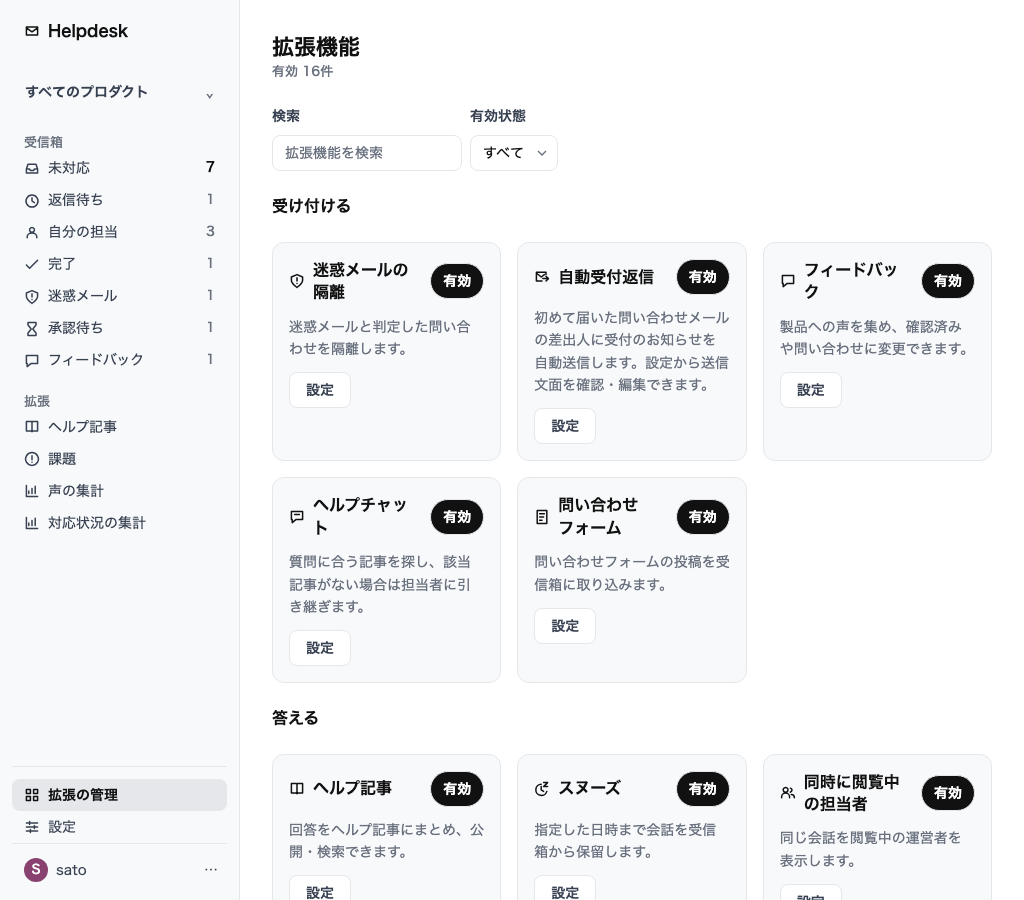 Helpdesk
すべてのプロダクト
受信箱
未対応 7
返信待ち 1
自分の担当 3
完了 1
迷惑メール 1
承認待ち 1
フィードバック 1
拡張
ヘルプ記事
課題
声の集計
対応状況の集計
拡張の管理
設定
S sato ...
拡張機能
有効 16件
検索 有効状態
拡張機能を検索 すべて
受け付ける
迷惑メールの
隔離
有効
迷惑メールと判定した問い合
わせを隔離します。
設定
自動受付返信 有効
初めて届いた問い合わせメール
の差出人に受付のお知らせを
自動送信します。設定から送信
文面を確認・編集できます。
設定
フィードバッ
ク
有効
製品への声を集め、確認済み
や問い合わせに変更できます。
設定
ヘルプチャッ
ト
有効
質問に合う記事を探し、該当
記事がない場合は担当者に引
き継ぎます。
設定
問い合わせ
フォーム
有効
問い合わせフォームの投稿を受
信箱に取り込みます。
設定
答える
ヘルプ記事 有効
回答をヘルプ記事にまとめ、公
開・検索できます。
設定
スヌーズ 有効
指定した日時まで会話を受信
箱から保留します。
設定
同時に閲覧中
の担当者
有効
同じ会話を閲覧中の運営者を
表示します。
設定